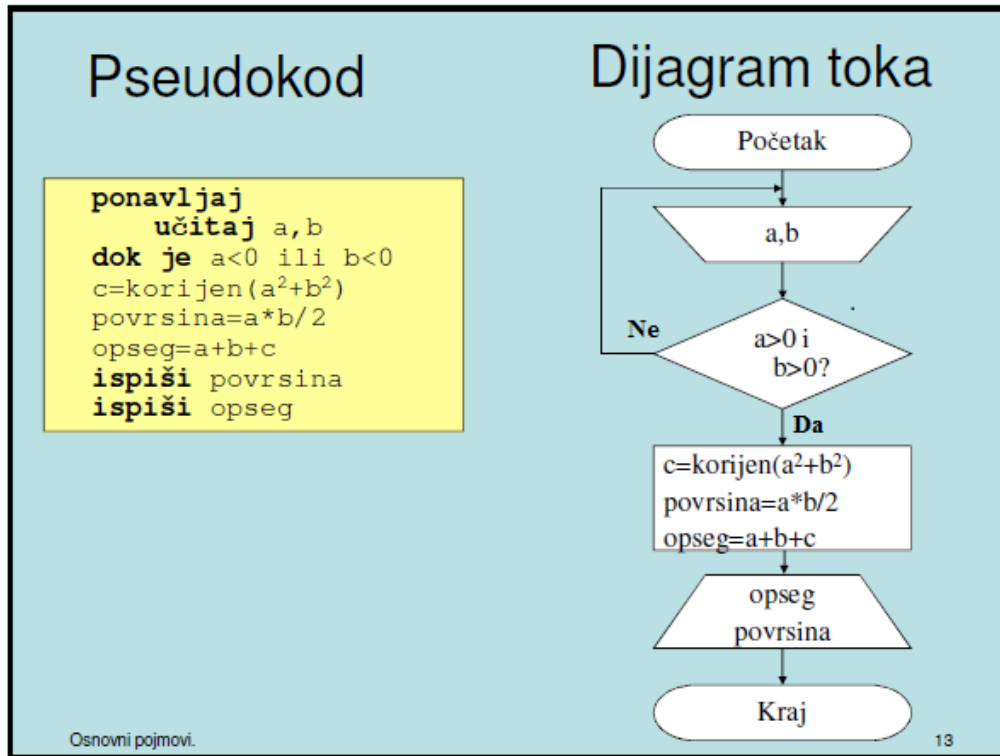 Pseudokod
ponavljaj
učitaj a,b
dok je a<0 ili b<0
c=korijen(a²+b²)
povrsina=a*b/2
opseg=a+b+c
ispiši povrsina
ispiši opseg
Dijagram toka
Početak
a,b
Ne
a>0 i
b>0?
Da
c=korijen(a²+b²)
povrsina=a*b/2
opseg=a+b+c
opseg
povrsina
Kraj
Osnovni pojmovi.
13